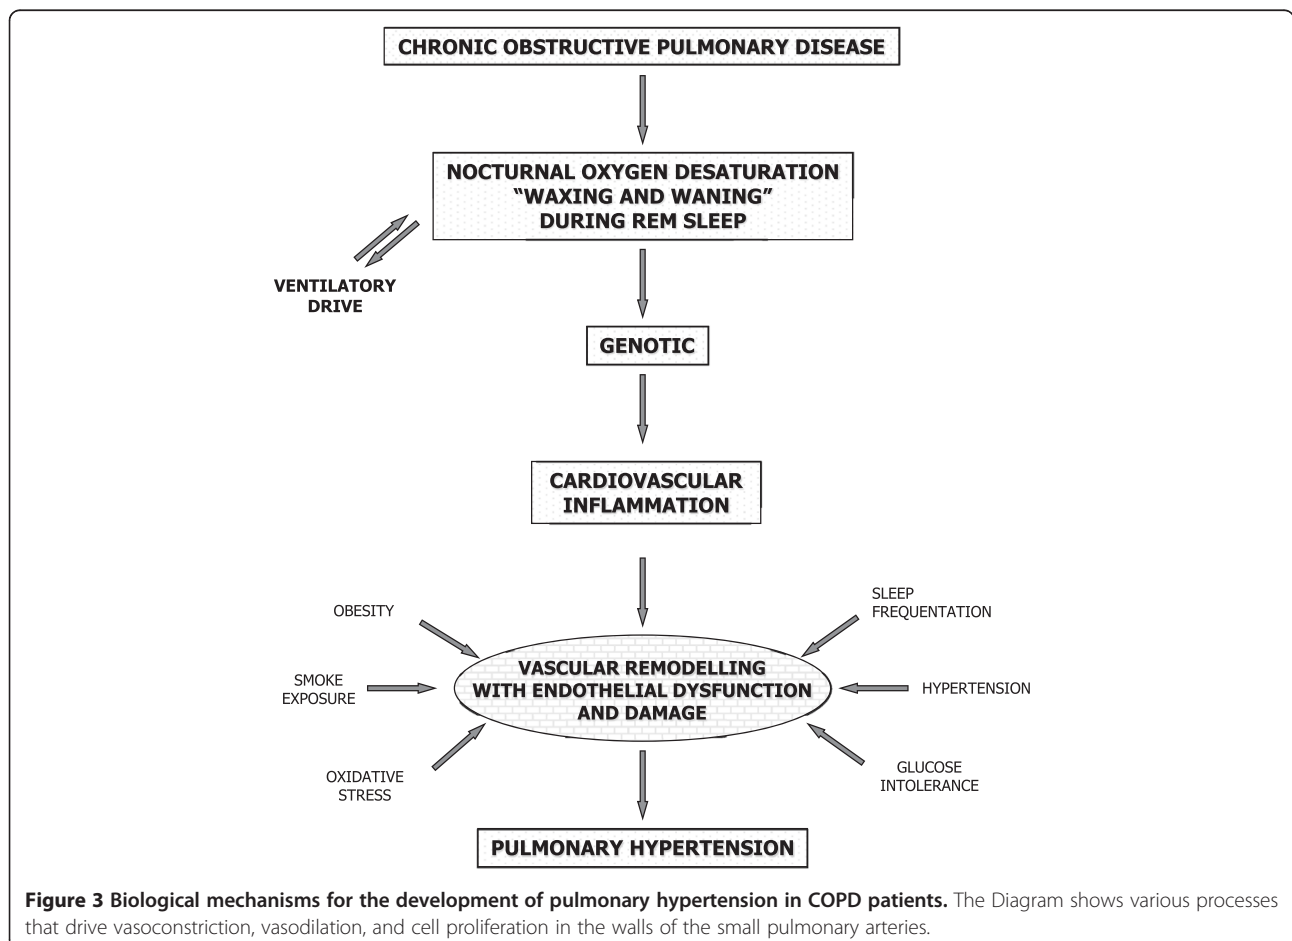 CHRONIC OBSTRUCTIVE PULMONARY DISEASE
NOCTURNAL OXYGEN DESATURATION
“WAXING AND WANING”
DURING REM SLEEP
VENTILATORY
DRIVE
GENOTIC
CARDIOVASCULAR
INFLAMMATION
OBESITY
SLEEP
FREQUENTATION
SMOKE
EXPOSURE
VASCULAR REMODELLING
WITH ENDOTHELIAL DYSFUNCTION
AND DAMAGE
HYPERTENSION
OXIDATIVE
STRESS
GLUCOSE
INTOLERANCE
PULMONARY HYPERTENSION
Figure 3 Biological mechanisms for the development of pulmonary hypertension in COPD patients. The Diagram shows various processes
that drive vasoconstriction, vasodilation, and cell proliferation in the walls of the small pulmonary arteries.